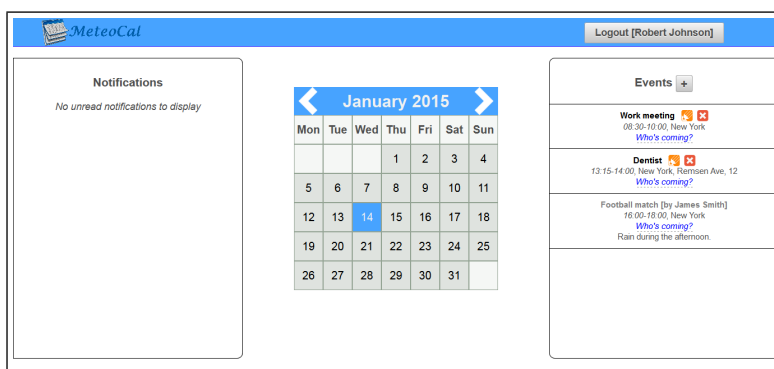 MeteoCal
Logout [Robert Johnson]
Notifications
No unread notifications to display
January 2015
Mon Tue Wed Thu Fri Sat Sun
1 2 3 4
5 6 7 8 9 10 11
12 13 14 15 16 17 18
19 20 21 22 23 24 25
26 27 28 29 30 31
Events +
Work meeting
08:30-10:00, New York
Who's coming?
Dentist
13:15-14:00, New York, Remsen Ave, 12
Who's coming?
Football match [by James Smith]
16:00-18:00, New York
Who's coming?
Rain during the afternoon.